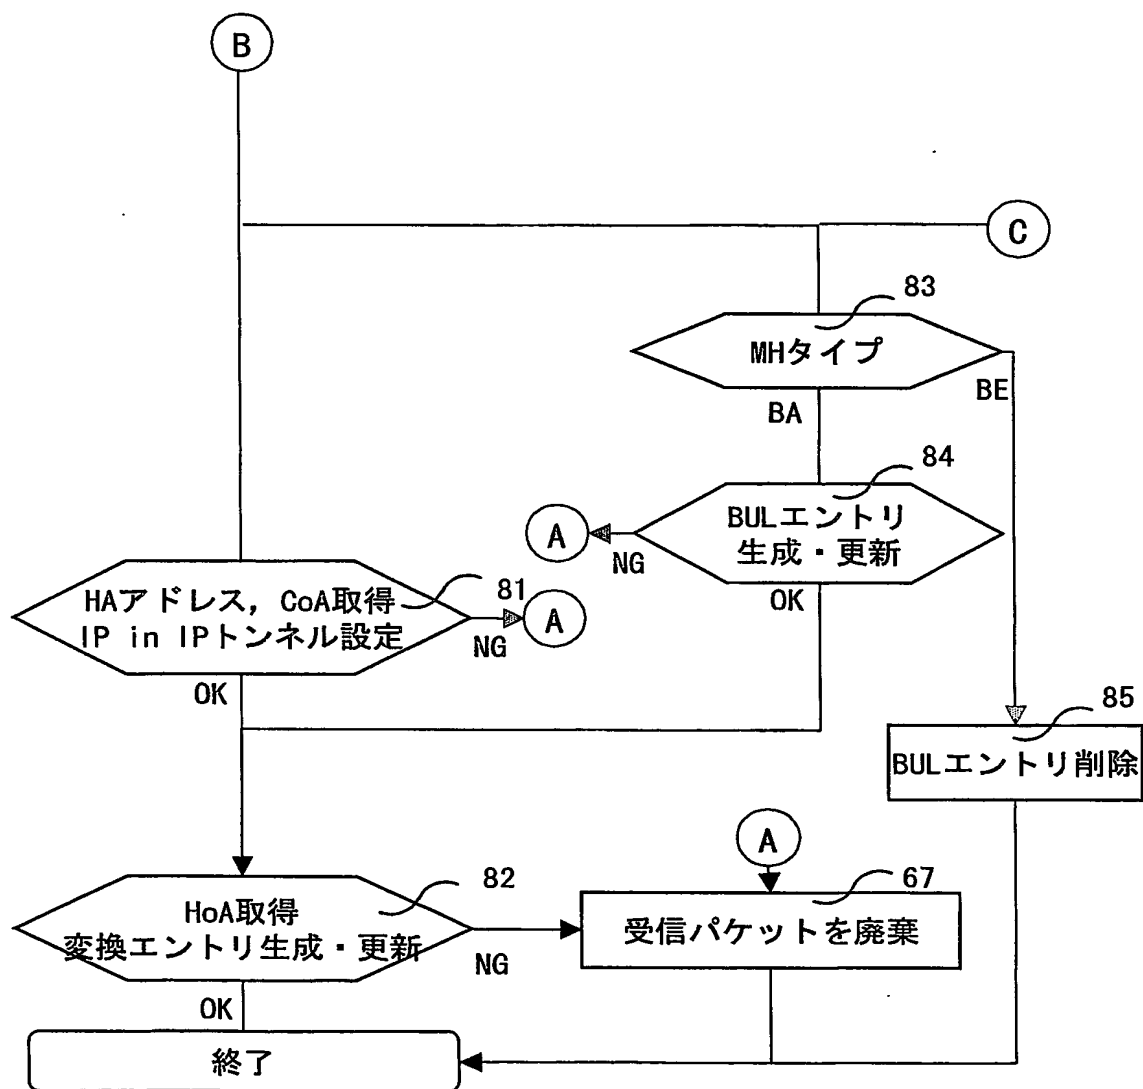 B
C
83
MHタイプ
BE
BA
84
BULエントリ
生成・更新
A
NG
OK
81
HAアドレス，CoA取得
IP in IPトンネル設定
A
NG
OK
85
BULエントリ削除
A
82
HoA取得
変換エントリ生成・更新
NG
67
受信パケットを廃棄
OK
終了